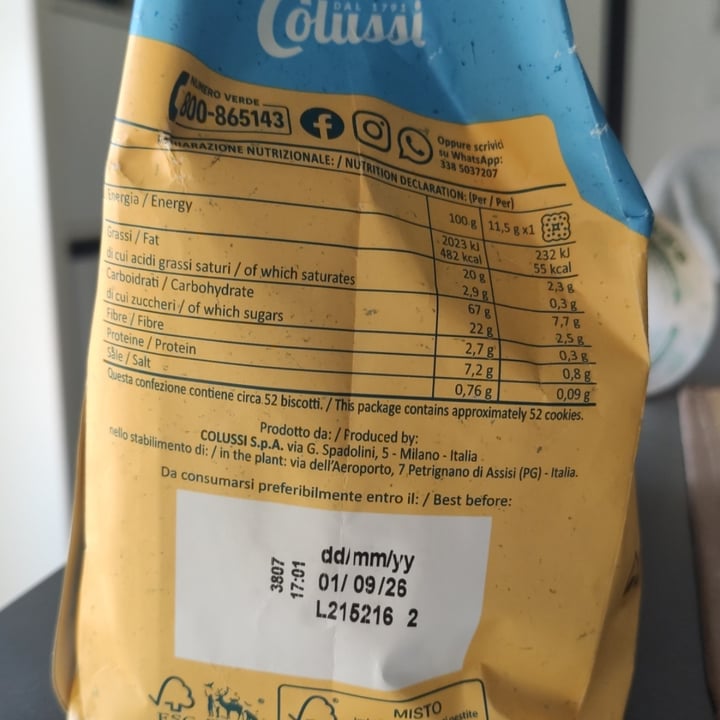 DAL 1791
Colussi
NUMERO VERDE
800-865143
Oppure scrivici
su WhatsApp:
338 5037207
NUTRIZIONALE: / NUTRITION DECLARATION: (Per / Per)
100 g 11,5 g x1
Energia / Energy 2023 kJ 232 kJ
482 kcal 55 kcal
Grassi / Fat 20 g 2,3 g
di cui acidi grassi saturi / of which saturates 2,9 g 0,3 g
Carboidrati / Carbohydrate 67 g 7,7 g
di cui zuccheri / of which sugars 22 g 2,5 g
Fibre / Fibre 2,7 g 0,3 g
Proteine / Protein 7,2 g 0,8 g
Sale / Salt 0,76 g 0,09 g
Questa confezione contiene circa 52 biscotti. / This package contains approximately 52 cookies.
Prodotto da: / Produced by:
COLUSSI S.p.A. via G. Spadolini, 5 - Milano - Italia
nello stabilimento di: / in the plant: via dell'Aeroporto, 7 Petrignano di Assisi (PG) - Italia.
Da consumarsi preferibilmente entro il: / Best before:
3807
17:01
dd/mm/yy
01/ 09/26
L215216 2
MISTO